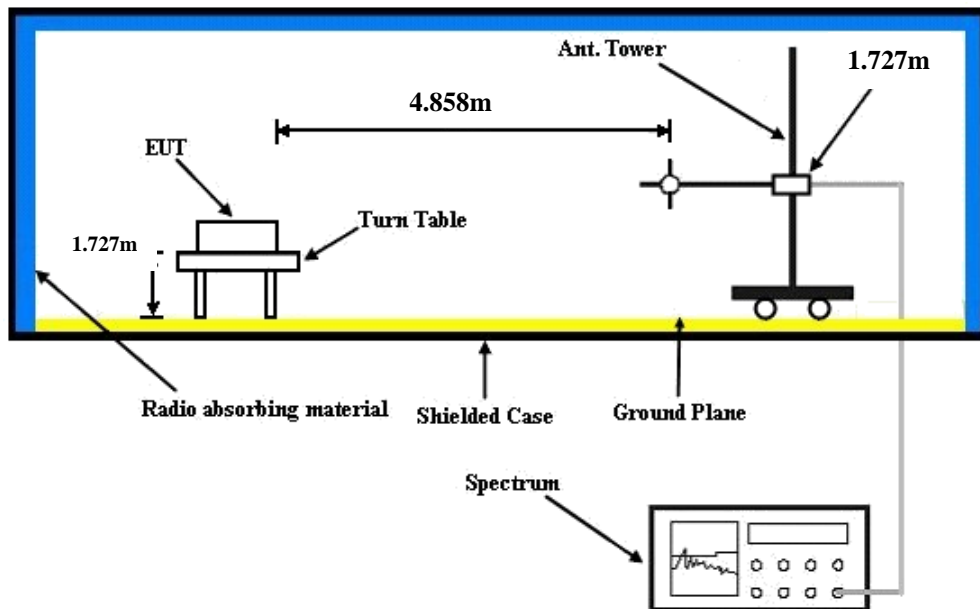 Ant. Tower
1.727m
4.858m
EUT
Turn Table
1.727m
Radio absorbing material
Shielded Case
Ground Plane
Spectrum